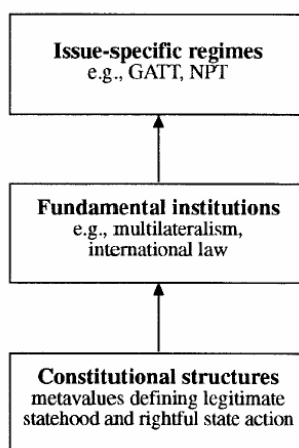 Issue-specific regimes
e.g., GATT, NPT
Fundamental institutions
e.g., multilateralism,
international law
Constitutional structures
metavalues defining legitimate
statehood and rightful state action